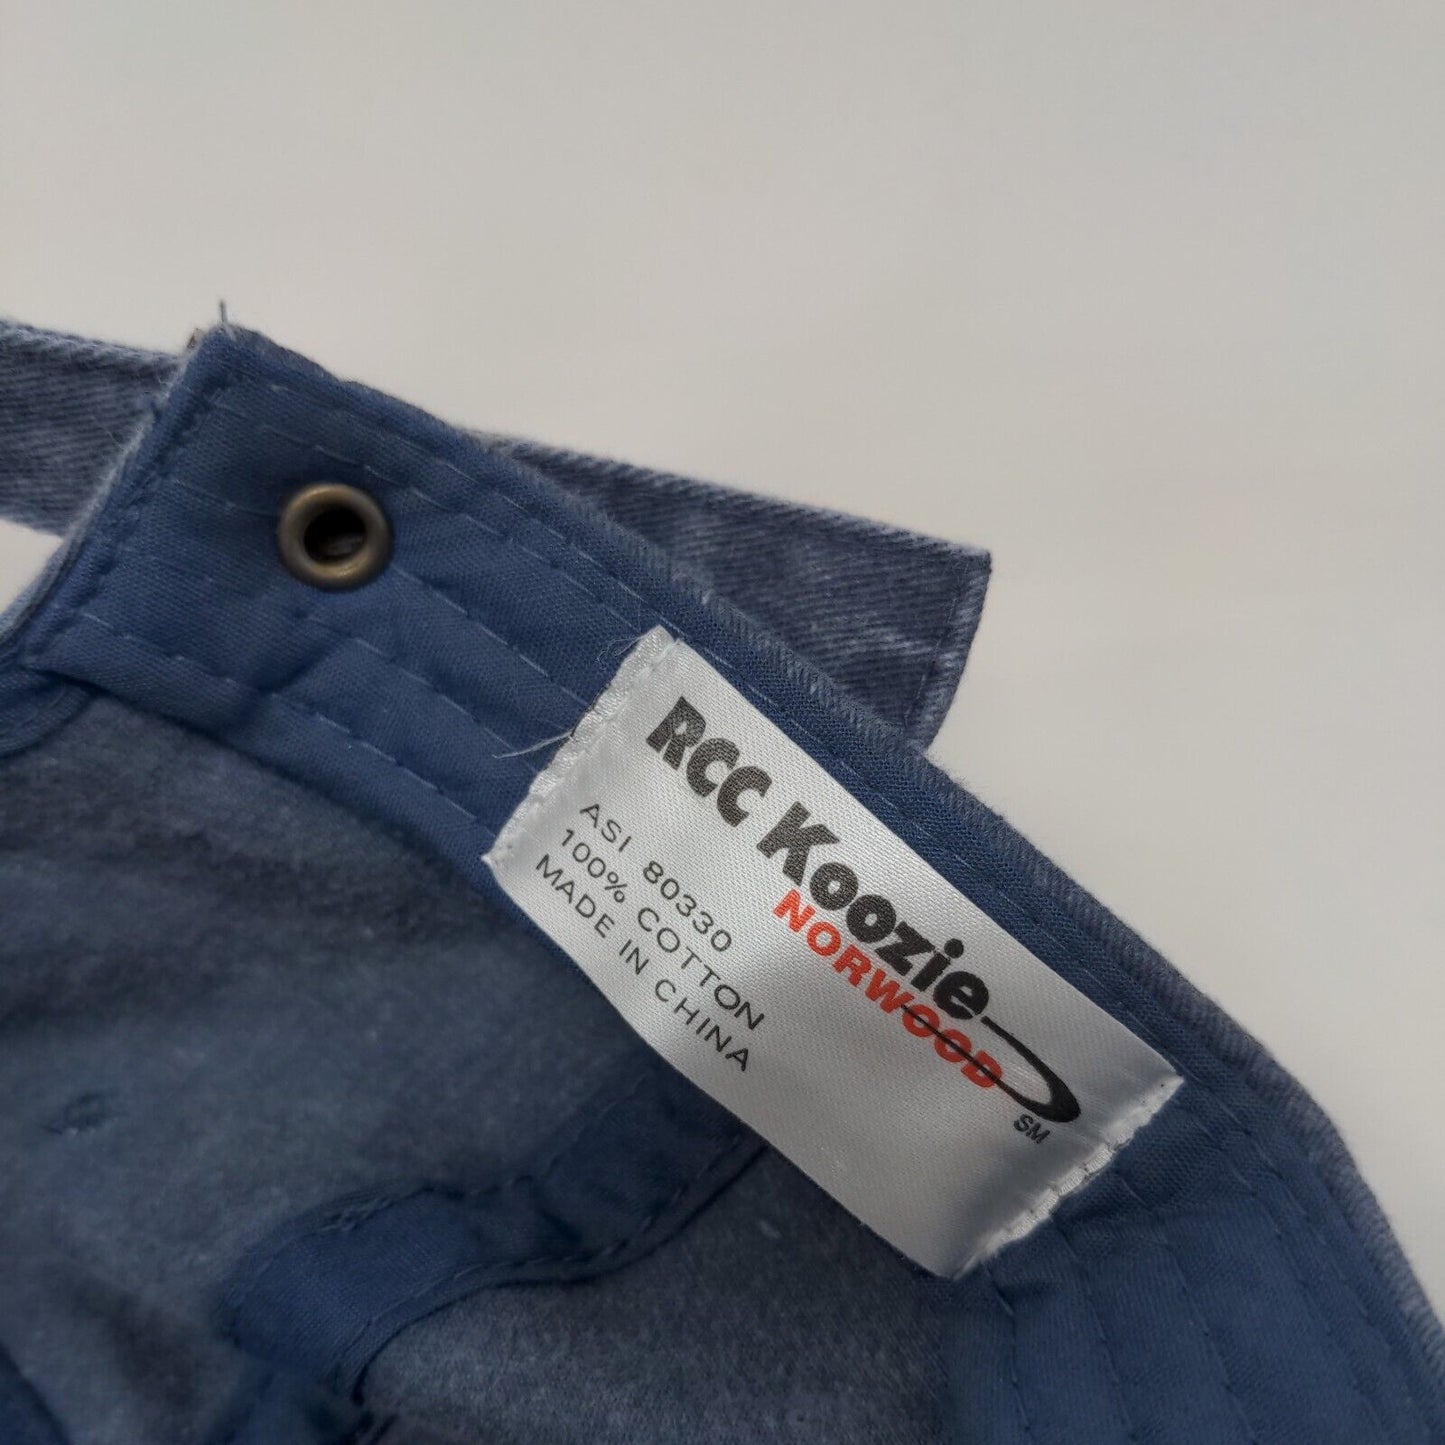 RCC Koozie
NORWOOD
SM
ASI 80330
100% COTTON
MADE IN CHINA